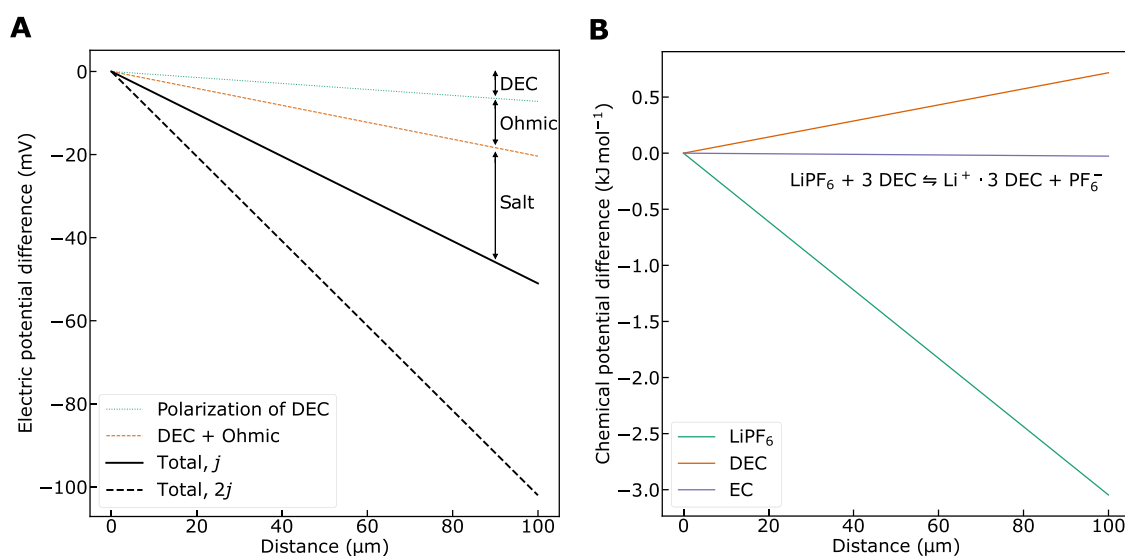 A
Electric potential difference (mV)
0
−20
−40
−60
−80
−100
DEC
Ohmic
Salt
Polarization of DEC
DEC + Ohmic
Total, j
Total, 2j
0 20 40 60 80 100
Distance (μm)
B
Chemical potential difference (kJ mol⁻¹)
0.5
0.0
−0.5
−1.0
−1.5
−2.0
−2.5
−3.0
LiPF₆ + 3 DEC ⇋ Li⁺ · 3 DEC + PF₆⁻
LiPF₆
DEC
EC
0 20 40 60 80 100
Distance (μm)